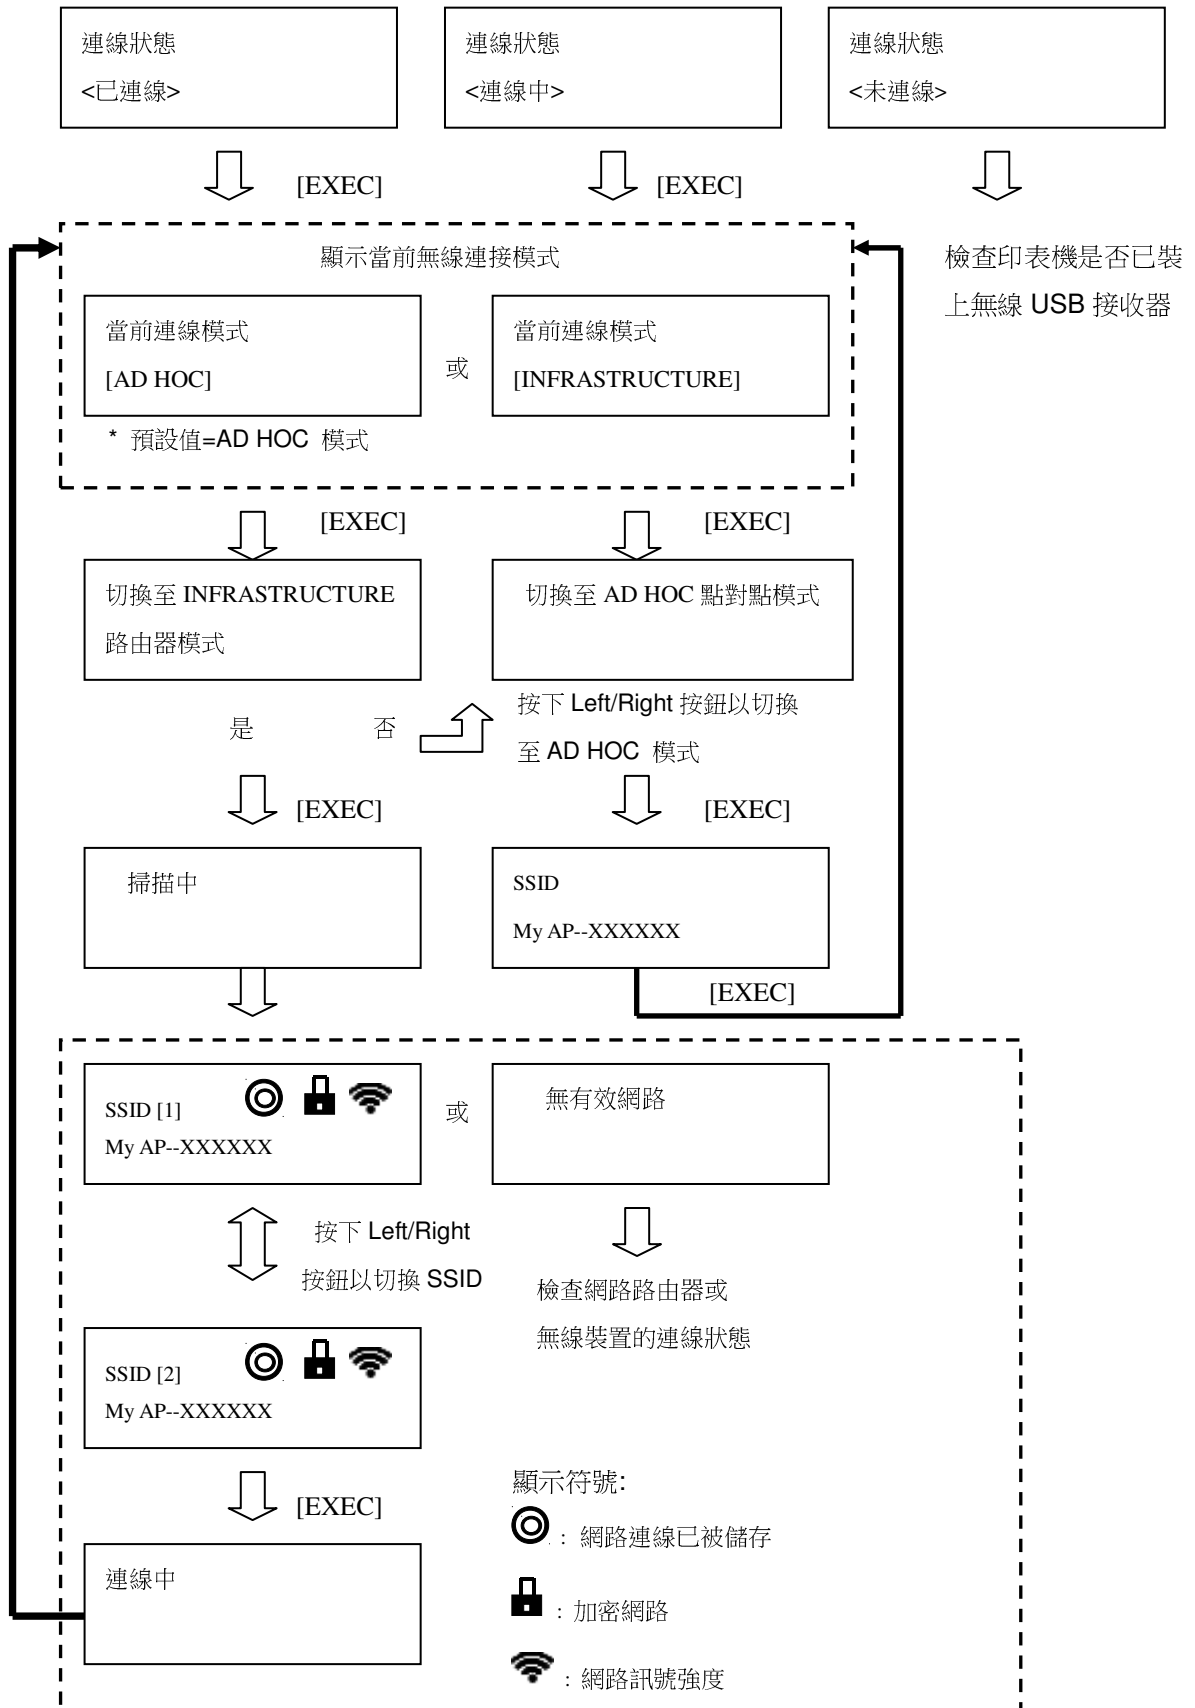 連線狀態
<已連線>
連線狀態
<連線中>
連線狀態
<未連線>
[EXEC]
[EXEC]
顯示當前無線連接模式
檢查印表機是否已裝
上無線 USB 接收器
當前連線模式
[AD HOC]
或
當前連線模式
[INFRASTRUCTURE]
* 預設值=AD HOC 模式
[EXEC]
[EXEC]
切換至 INFRASTRUCTURE
路由器模式
切換至 AD HOC 點對點模式
是
否
按下 Left/Right 按鈕以切換
至 AD HOC 模式
[EXEC]
[EXEC]
掃描中
SSID
My AP--XXXXXX
[EXEC]
SSID [1]
My AP--XXXXXX
或
無有效網路
按下 Left/Right
按鈕以切換 SSID
檢查網路路由器或
無線裝置的連線狀態
SSID [2]
My AP--XXXXXX
[EXEC]
顯示符號:
: 網路連線已被儲存
連線中
: 加密網路
: 網路訊號強度